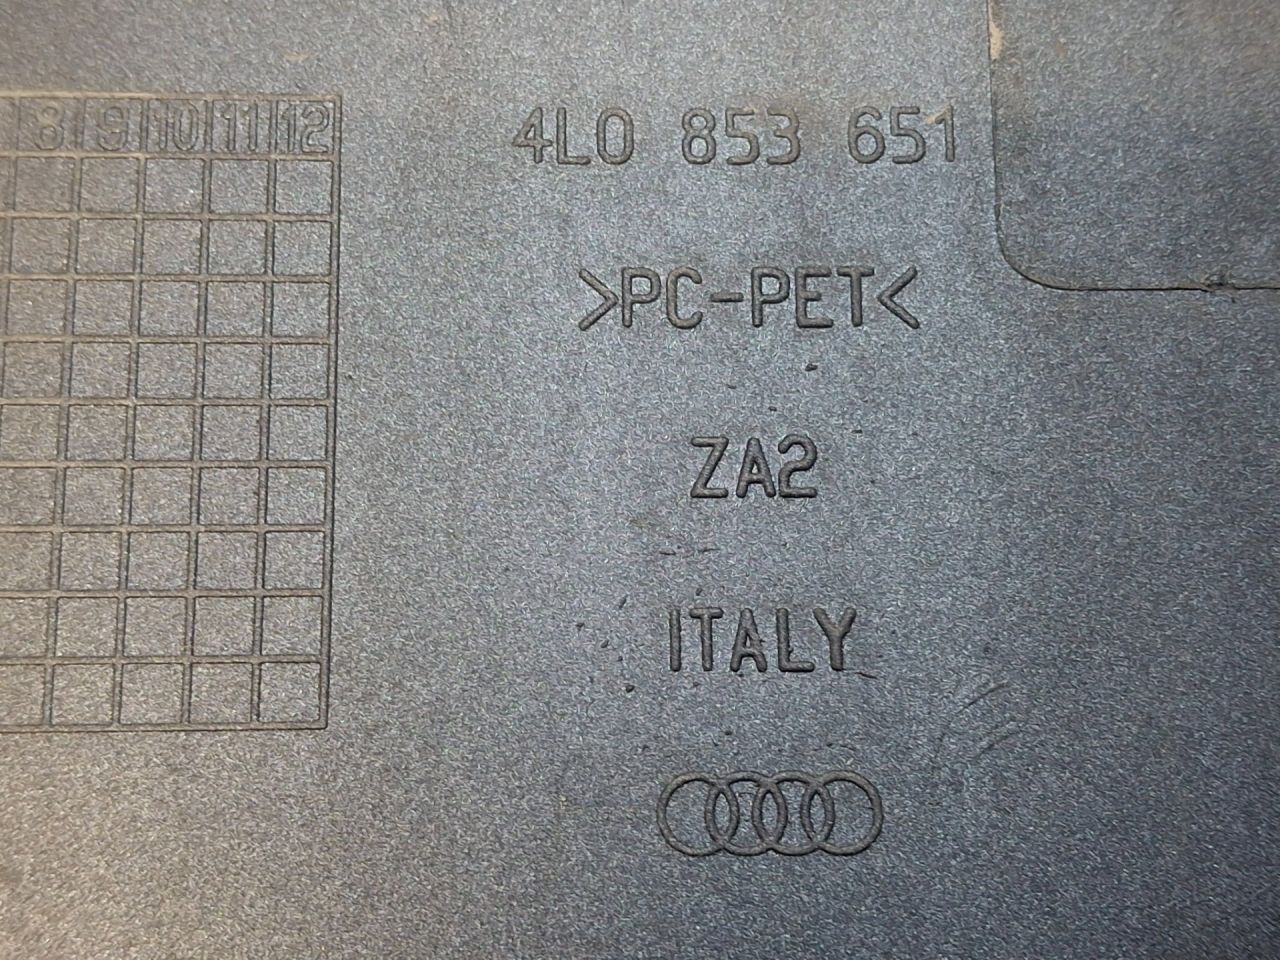 8 9 10 11 12
4L0 853 651
>PC-PET<
ZA2
ITALY